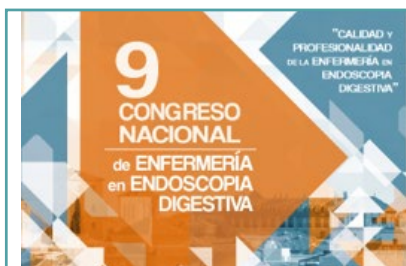 9
CONGRESO
NACIONAL
de ENFERMERÍA
en ENDOSCOPIA
DIGESTIVA
"CALIDAD Y
PROFESIONALIDAD
DE LA ENFERMERÍA EN
ENDOSCOPIA
DIGESTIVA"